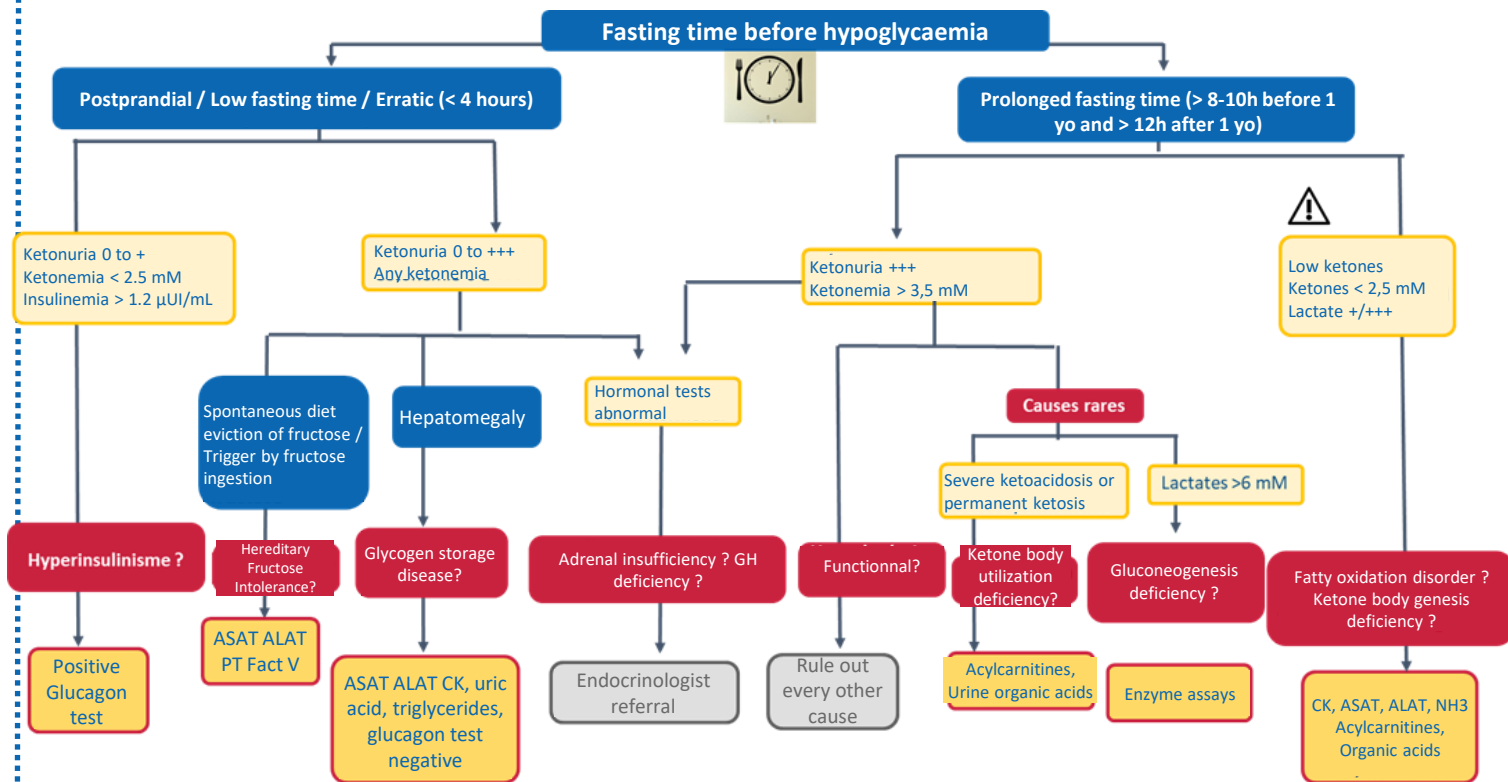 Fasting time before hypoglycaemia
Postprandial / Low fasting time / Erratic (< 4 hours)
Prolonged fasting time (> 8-10h before 1
yo and > 12h after 1 yo)
Ketonuria 0 to +
Ketonemia < 2.5 mM
Insulinemia > 1.2 µUI/mL
Ketonuria 0 to +++
Any ketonemia
Ketonuria +++
Ketonemia > 3,5 mM
Low ketones
Ketones < 2,5 mM
Lactate +/+++
Spontaneous diet
eviction of fructose /
Trigger by fructose
ingestion
Hepatomegaly
Hormonal tests
abnormal
Causes rares
Severe ketoacidosis or
permanent ketosis
Lactates >6 mM
Hyperinsulinisme ?
Hereditary
Fructose
Intolerance?
Glycogen storage
disease?
Adrenal insufficiency ? GH
deficiency ?
Functionnal?
Ketone body
utilization
deficiency?
Gluconeogenesis
deficiency ?
Fatty oxidation disorder ?
Ketone body genesis
deficiency ?
Positive
Glucagon
test
ASAT ALAT
PT Fact V
ASAT ALAT CK, uric
acid, triglycerides,
glucagon test
negative
Endocrinologist
referral
Rule out
every other
cause
Acylcarnitines,
Urine organic acids
Enzyme assays
CK, ASAT, ALAT, NH3
Acylcarnitines,
Organic acids